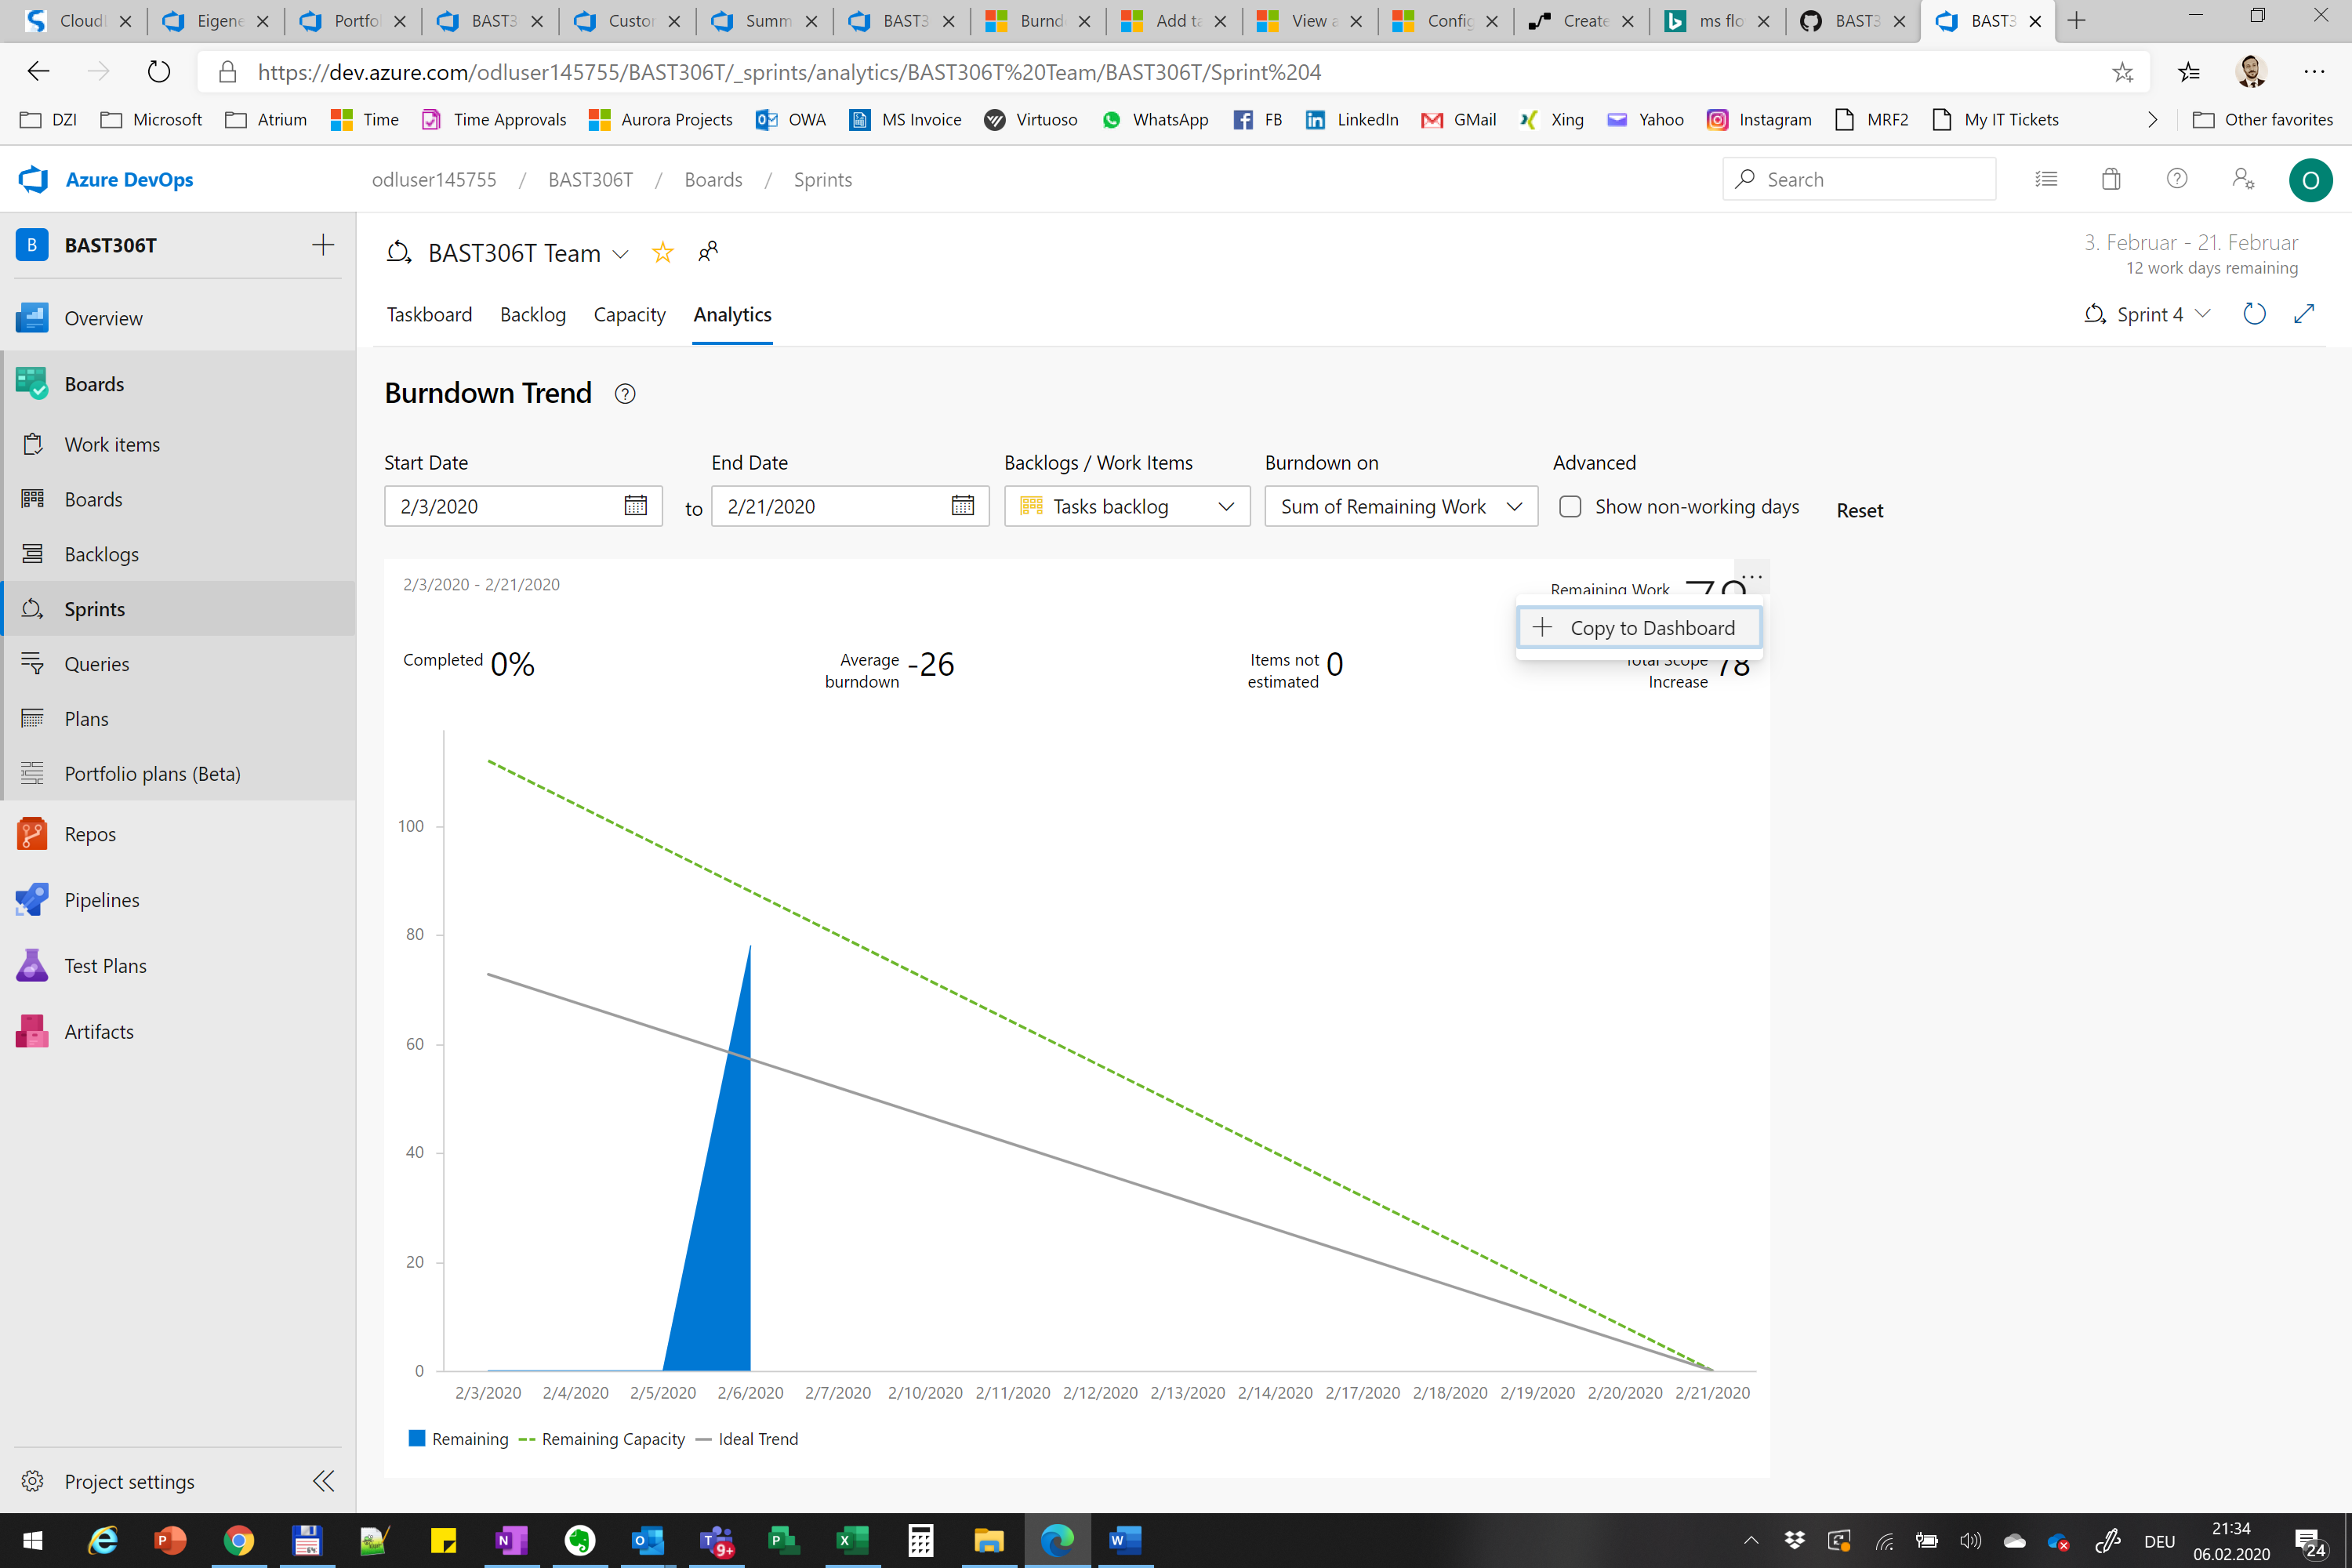 Cloudl
Eigene
Portfol
BAST3
Custor
Summ
BAST3
Burnd
Add ta
View a
Config
Create
ms flo
BAST3
BAST3
https://dev.azure.com/odluser145755/BAST306T/_sprints/analytics/BAST306T%20Team/BAST306T/Sprint%204
DZI Microsoft Atrium Time Time Approvals Aurora Projects OWA MS Invoice Virtuoso WhatsApp FB LinkedIn GMail Xing Yahoo Instagram MRF2 My IT Tickets Other favorites
Azure DevOps odluser145755 / BAST306T / Boards / Sprints Search O
B BAST306T
Overview
Boards
Work items
Boards
Backlogs
Sprints
Queries
Plans
Portfolio plans (Beta)
Repos
Pipelines
Test Plans
Artifacts
Project settings
BAST306T Team
3. Februar - 21. Februar
12 work days remaining
Taskboard Backlog Capacity Analytics
Sprint 4
Burndown Trend
Start Date End Date Backlogs / Work Items Burndown on Advanced
2/3/2020 to 2/21/2020 Tasks backlog Sum of Remaining Work Show non-working days Reset
2/3/2020 - 2/21/2020
Remaining Work 78
Copy to Dashboard
Completed 0%
Average burndown -26
Items not estimated 0
Total Scope Increase 78
100
80
60
40
20
0
2/3/2020 2/4/2020 2/5/2020 2/6/2020 2/7/2020 2/10/2020 2/11/2020 2/12/2020 2/13/2020 2/14/2020 2/17/2020 2/18/2020 2/19/2020 2/20/2020 2/21/2020
Remaining Remaining Capacity Ideal Trend
9+
DEU
21:34
06.02.2020
24